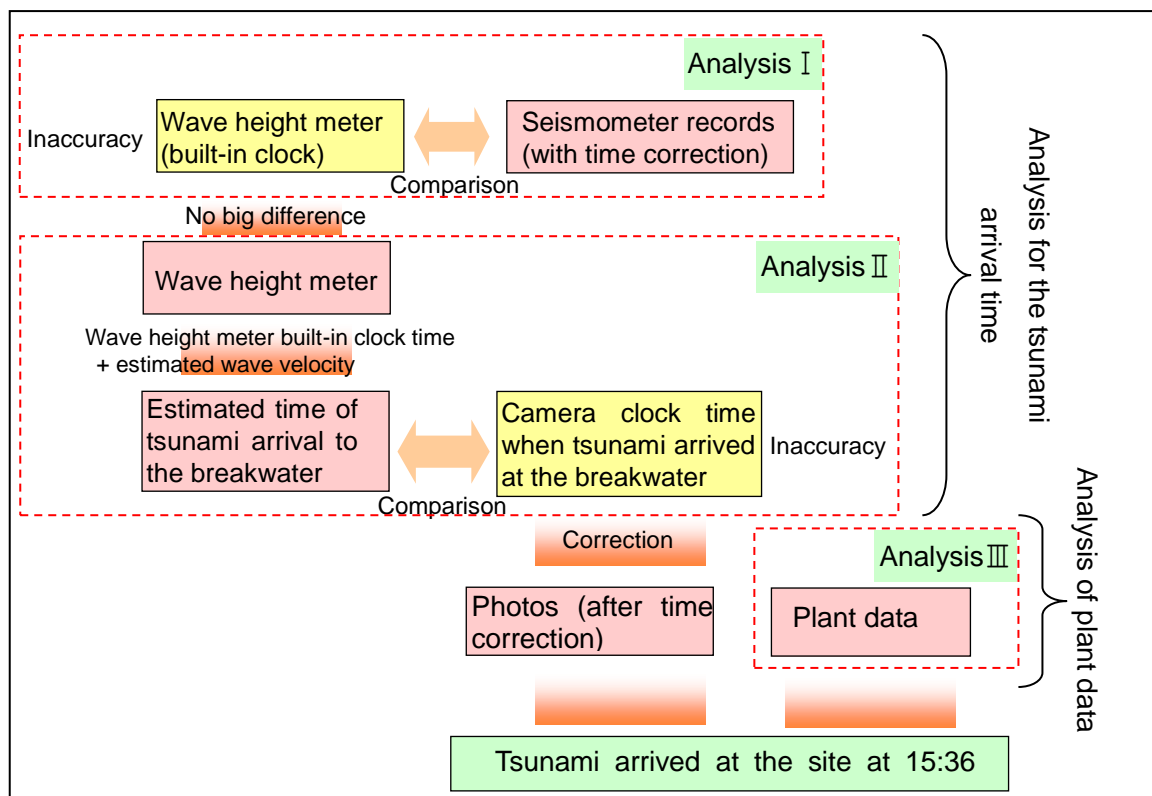 Analysis Ⅰ
Inaccuracy
Wave height meter
(built-in clock)
Seismometer records
(with time correction)
Comparison
No big difference
Analysis Ⅱ
Wave height meter
Wave height meter built-in clock time
+ estimated wave velocity
Estimated time of
tsunami arrival to
the breakwater
Camera clock time
when tsunami arrived
at the breakwater
Inaccuracy
Comparison
Analysis for the tsunami
arrival time
Correction
Analysis Ⅲ
Photos (after time
correction)
Plant data
Analysis of plant data
Tsunami arrived at the site at 15:36